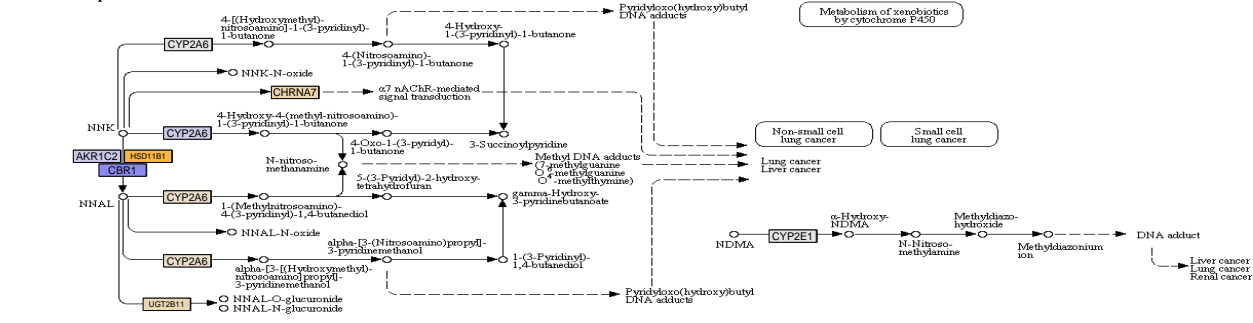 Pyridyloxo(hydroxy)butyl
DNA adducts
Metabolism of xenobiotics
by cytochrome P450
4-[(Hydroxymethyl)-
nitrosoamino]-1-(3-pyridinyl)-
1-butanone
4-Hydroxy-
1-(3-pyridinyl)-1-butanone
CYP2A6
4-(Nitrosoamino)-
1-(3-pyridinyl)-1-butanone
NNK-N-oxide
CHRNA7
α7 nAChR-mediated
signal transduction
4-Hydroxy-4-(methyl-nitrosoamino)-
1-(3-pyridinyl)-1-butanone
NNK
CYP2A6
4-Oxo-1-(3-pyridyl)-
1-butanone
3-Succinoylpyridine
Non-small cell
lung cancer
Small cell
lung cancer
AKR1C2
HSD11B1
CBR1
N-nitroso-
methanamine
Methyl DNA adducts
(7-methylguanine
O6-methylguanine
O4-methylthymine)
Lung cancer
Liver cancer
5-(3-Pyridyl)-2-hydroxy-
tetrahydrofuran
CYP2A6
NNAL
1-(Methylnitrosoamino)-
4-(3-pyridinyl)-1,4-butanediol
gamma-Hydroxy-
3-pyridinebutanoate
NNAL-N-oxide
alpha-[3-(Nitrosoamino)propyl]-
3-pyridinemethanol
CYP2A6
alpha-[3-[(Hydroxymethyl)-
nitrosoamino]propyl]-
3-pyridinemethanol
1-(3-Pyridinyl)-
1,4-butanediol
UGT2B11
NNAL-O-glucuronide
NNAL-N-glucuronide
Pyridyloxo(hydroxy)butyl
DNA adducts
NDMA
CYP2E1
α-Hydroxy-
NDMA
N-Nitroso-
methylamine
Methyldiazo-
hydroxide
Methyldiazonium
ion
DNA adduct
Liver cancer
Lung cancer
Renal cancer